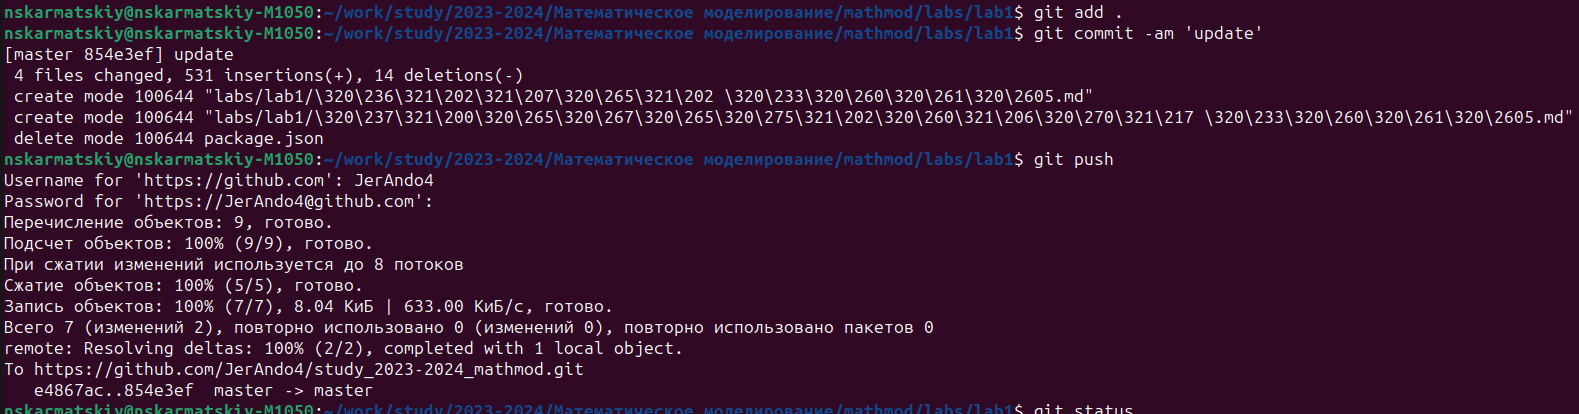 nskarmatskiy@nskarmatskiy-M1050:~/work/study/2023-2024/Математическое моделирование/mathmod/labs/lab1$ git add .
nskarmatskiy@nskarmatskiy-M1050:~/work/study/2023-2024/Математическое моделирование/mathmod/labs/lab1$ git commit -am 'update'
[master 854e3ef] update
 4 files changed, 531 insertions(+), 14 deletions(-)
 create mode 100644 "labs/lab1/\320\236\321\202\321\207\320\265\321\202 \320\233\320\260\320\261\320\2605.md"
 create mode 100644 "labs/lab1/\320\237\321\200\320\265\320\267\320\265\320\275\321\202\320\260\321\206\320\270\321\217 \320\233\320\260\320\261\320\2605.md"
 delete mode 100644 package.json
nskarmatskiy@nskarmatskiy-M1050:~/work/study/2023-2024/Математическое моделирование/mathmod/labs/lab1$ git push
Username for 'https://github.com': JerAndo4
Password for 'https://JerAndo4@github.com':
Перечисление объектов: 9, готово.
Подсчет объектов: 100% (9/9), готово.
При сжатии изменений используется до 8 потоков
Сжатие объектов: 100% (5/5), готово.
Запись объектов: 100% (7/7), 8.04 КиБ | 633.00 КиБ/с, готово.
Всего 7 (изменений 2), повторно использовано 0 (изменений 0), повторно использовано пакетов 0
remote: Resolving deltas: 100% (2/2), completed with 1 local object.
To https://github.com/JerAndo4/study_2023-2024_mathmod.git
   e4867ac..854e3ef  master -> master
nskarmatskiy@nskarmatskiy-M1050:~/work/study/2023-2024/Математическое моделирование/mathmod/labs/lab1$ git status